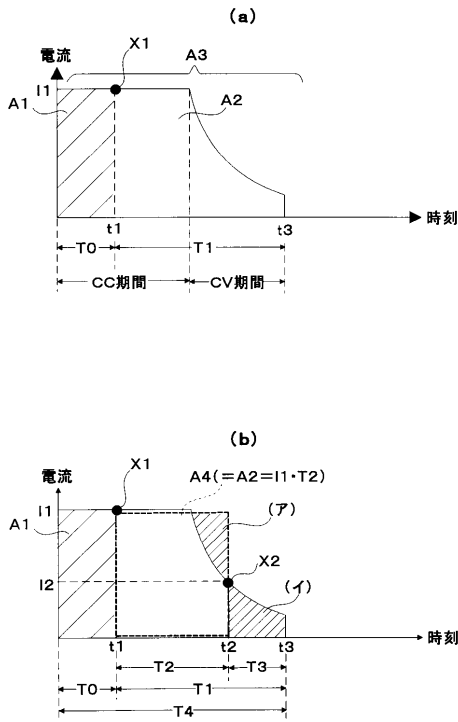 (a)
電流
X1
A3
I1
A1
A2
時刻
t1
t3
T0
T1
CC期間
CV期間
(b)
電流
X1
A4(=A2=I1・T2)
I1
(ア)
A1
X2
I2
(イ)
時刻
t1
t2
t3
T2
T3
T0
T1
T4